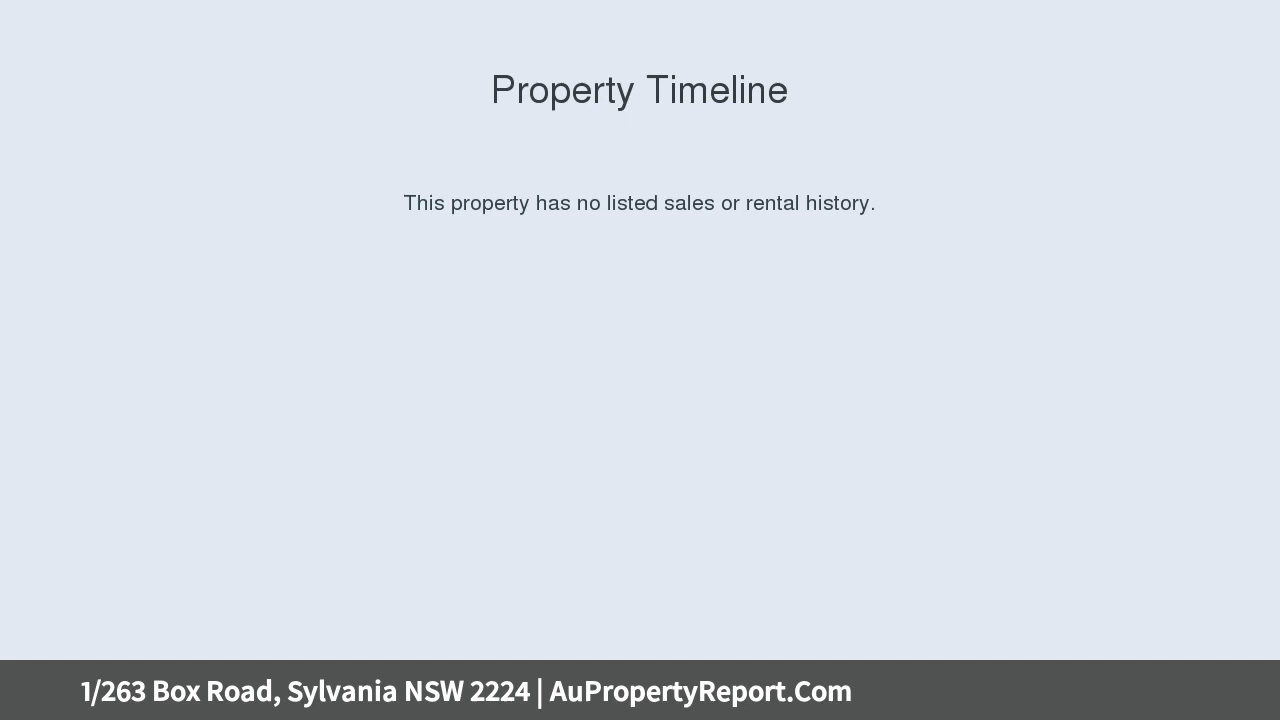 Property Timeline
This property has no listed sales or rental history.
1/263 Box Road, Sylvania NSW 2224 | AuPropertyReport.Com